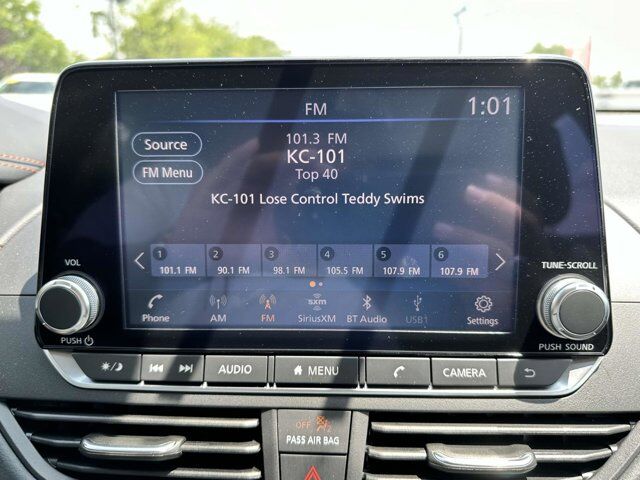 FM 1:01
Source
FM Menu
101.3 FM
KC-101
Top 40
KC-101 Lose Control Teddy Swims
1 2 3 4 5 6
101.1 FM 90.1 FM 98.1 FM 105.5 FM 107.9 FM 107.9 FM
sxm
Phone AM FM SiriusXM BT Audio USB1 Settings
VOL
PUSH
TUNE·SCROLL
PUSH SOUND
AUDIO MENU CAMERA
OFF 2
PASS AIR BAG